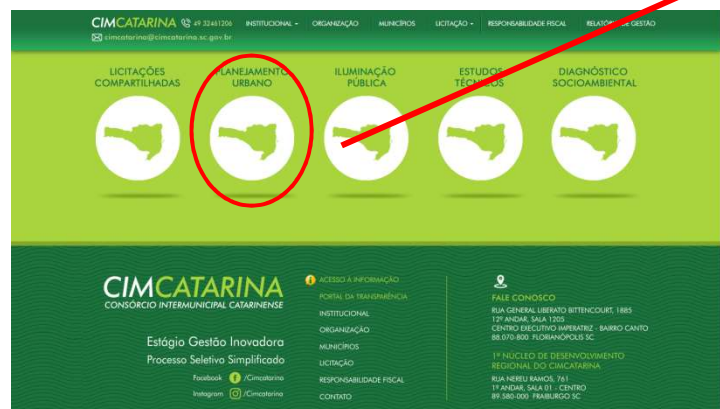 CIMCATARINA 49 32461206 INSTITUCIONAL ORGANIZAÇÃO MUNICÍPIOS LICITAÇÃO RESPONSABILIDADE FISCAL RELATÓRIO DE GESTÃO
cimcatarina@cimcatarina.sc.gov.br
LICITAÇÕES
COMPARTILHADAS
PLANEJAMENTO
URBANO
ILUMINAÇÃO
PÚBLICA
ESTUDOS
TÉCNICOS
DIAGNÓSTICO
SOCIOAMBIENTAL
CIMCATARINA
CONSÓRCIO INTERMUNICIPAL CATARINENSE
Estágio Gestão Inovadora
Processo Seletivo Simplificado
Facebook /Cimcatarina
Instagram /Cimcatarina
ACESSO À INFORMAÇÃO
PORTAL DA TRANSPARÊNCIA
INSTITUCIONAL
ORGANIZAÇÃO
MUNICÍPIOS
LICITAÇÃO
RESPONSABILIDADE FISCAL
CONTATO
FALE CONOSCO
RUA GENERAL LIBERATO BITTENCOURT, 1885
12º ANDAR, SALA 1205
CENTRO EXECUTIVO IMPERATRIZ - BAIRRO CANTO
88.070-800 FLORIANÓPOLIS SC
1º NÚCLEO DE DESENVOLVIMENTO
REGIONAL DO CIMCATARINA
RUA NEREU RAMOS, 761
1º ANDAR, SALA 01 - CENTRO
89.580-000 FRAIBURGO SC